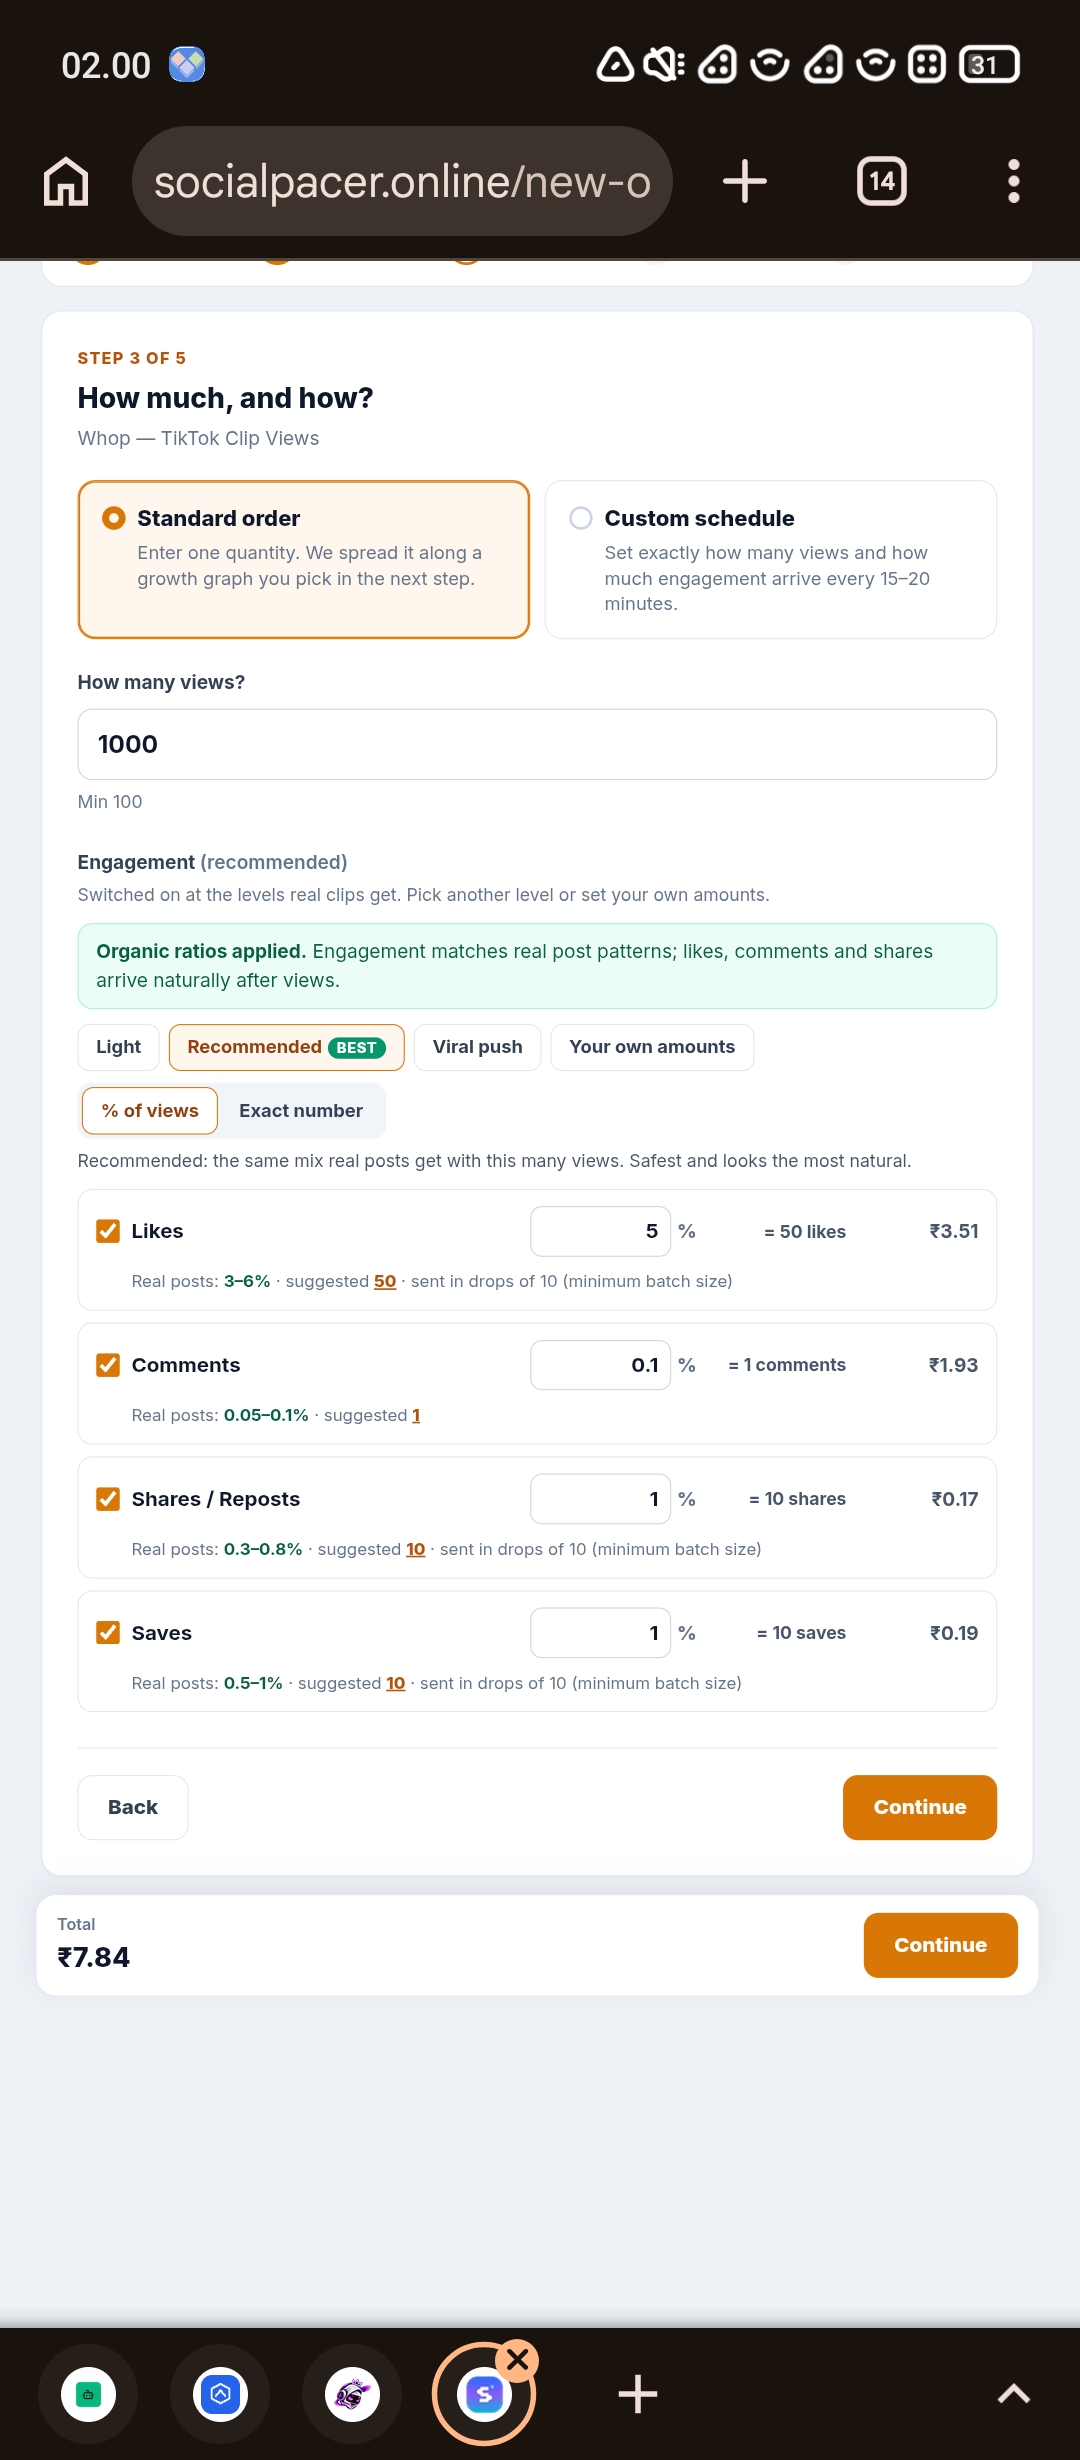 02.00
31
socialpacer.online/new-o
14
STEP 3 OF 5
How much, and how?
Whop — TikTok Clip Views
Standard order
Enter one quantity. We spread it along a
growth graph you pick in the next step.
Custom schedule
Set exactly how many views and how
much engagement arrive every 15–20
minutes.
How many views?
1000
Min 100
Engagement (recommended)
Switched on at the levels real clips get. Pick another level or set your own amounts.
Organic ratios applied. Engagement matches real post patterns; likes, comments and shares
arrive naturally after views.
Light
Recommended BEST
Viral push
Your own amounts
% of views
Exact number
Recommended: the same mix real posts get with this many views. Safest and looks the most natural.
Likes 5 % = 50 likes ₹3.51
Real posts: 3–6% · suggested 50 · sent in drops of 10 (minimum batch size)
Comments 0.1 % = 1 comments ₹1.93
Real posts: 0.05–0.1% · suggested 1
Shares / Reposts 1 % = 10 shares ₹0.17
Real posts: 0.3–0.8% · suggested 10 · sent in drops of 10 (minimum batch size)
Saves 1 % = 10 saves ₹0.19
Real posts: 0.5–1% · suggested 10 · sent in drops of 10 (minimum batch size)
Back
Continue
Total
₹7.84
Continue